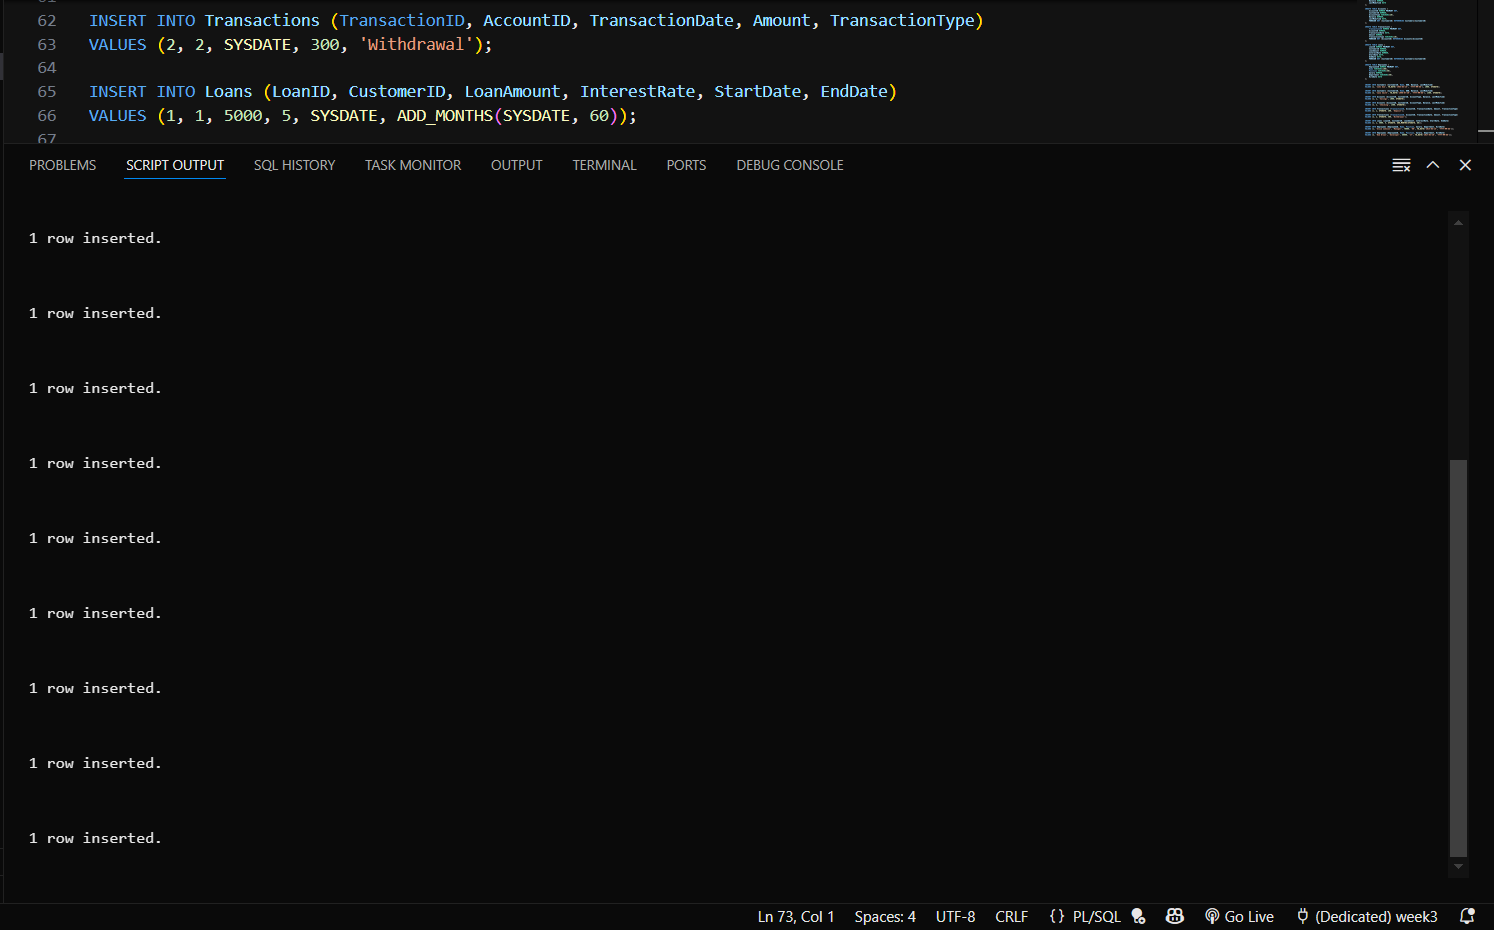 61
62 INSERT INTO Transactions (TransactionID, AccountID, TransactionDate, Amount, TransactionType)
63 VALUES (2, 2, SYSDATE, 300, 'Withdrawal');
64
65 INSERT INTO Loans (LoanID, CustomerID, LoanAmount, InterestRate, StartDate, EndDate)
66 VALUES (1, 1, 5000, 5, SYSDATE, ADD_MONTHS(SYSDATE, 60));
67
PROBLEMS SCRIPT OUTPUT SQL HISTORY TASK MONITOR OUTPUT TERMINAL PORTS DEBUG CONSOLE
1 row inserted.
1 row inserted.
1 row inserted.
1 row inserted.
1 row inserted.
1 row inserted.
1 row inserted.
1 row inserted.
1 row inserted.
Ln 73, Col 1 Spaces: 4 UTF-8 CRLF {} PL/SQL Go Live (Dedicated) week3